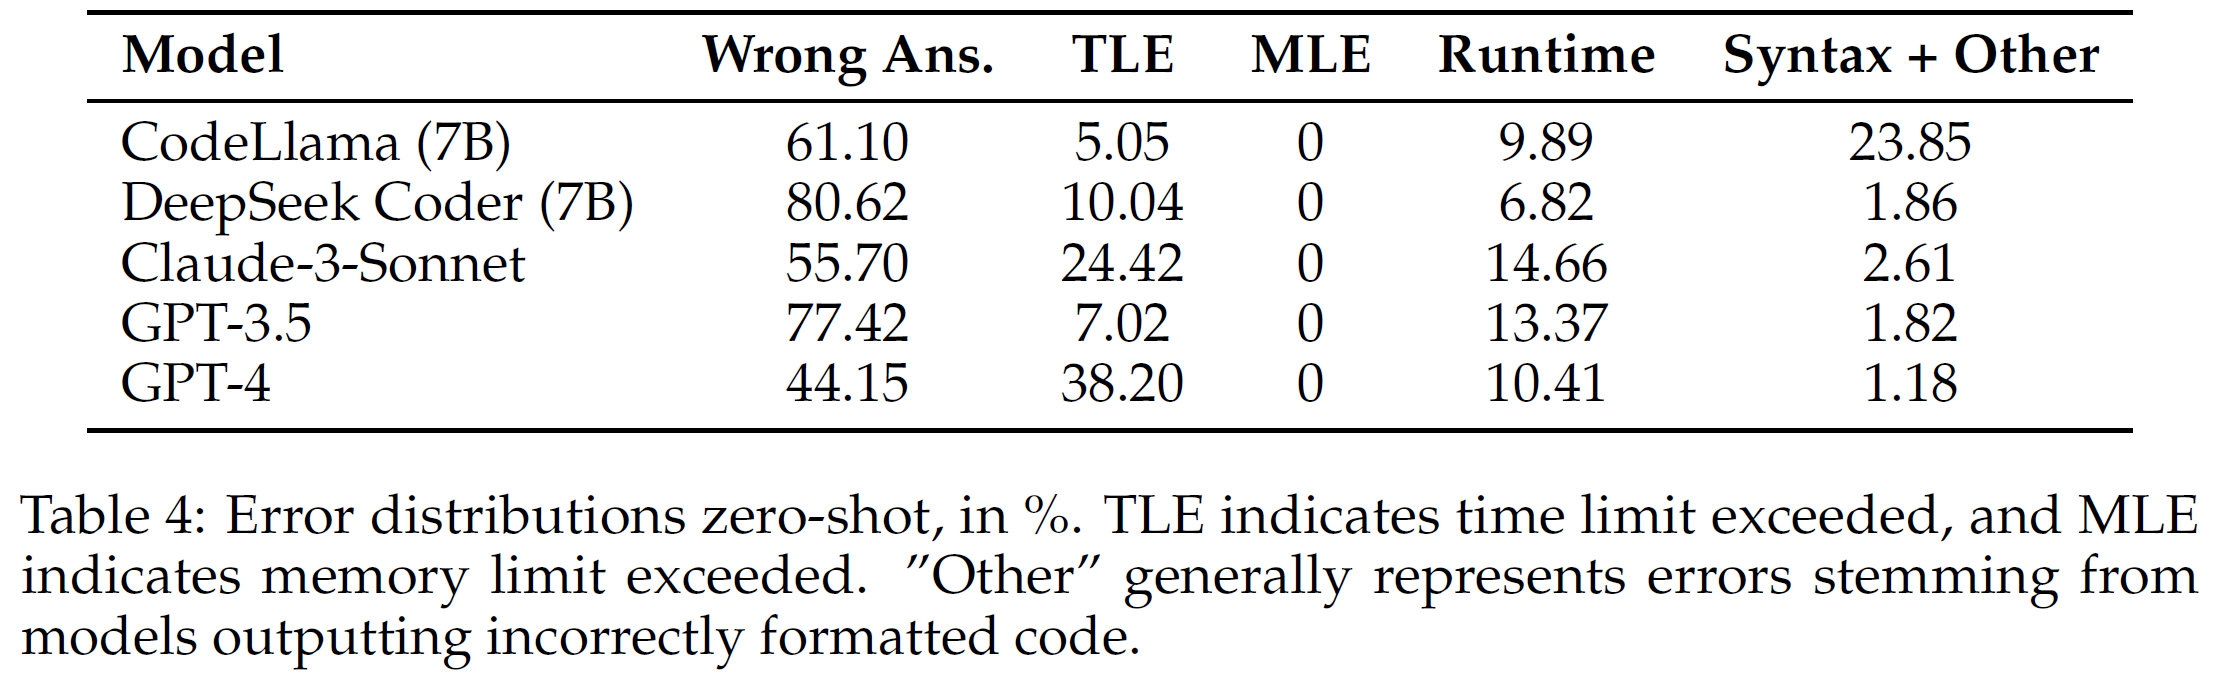 Model Wrong Ans. TLE MLE Runtime Syntax + Other
CodeLlama (7B) 61.10 5.05 0 9.89 23.85
DeepSeek Coder (7B) 80.62 10.04 0 6.82 1.86
Claude-3-Sonnet 55.70 24.42 0 14.66 2.61
GPT-3.5 77.42 7.02 0 13.37 1.82
GPT-4 44.15 38.20 0 10.41 1.18
Table 4: Error distributions zero-shot, in %. TLE indicates time limit exceeded, and MLE
indicates memory limit exceeded. ”Other” generally represents errors stemming from
models outputting incorrectly formatted code.